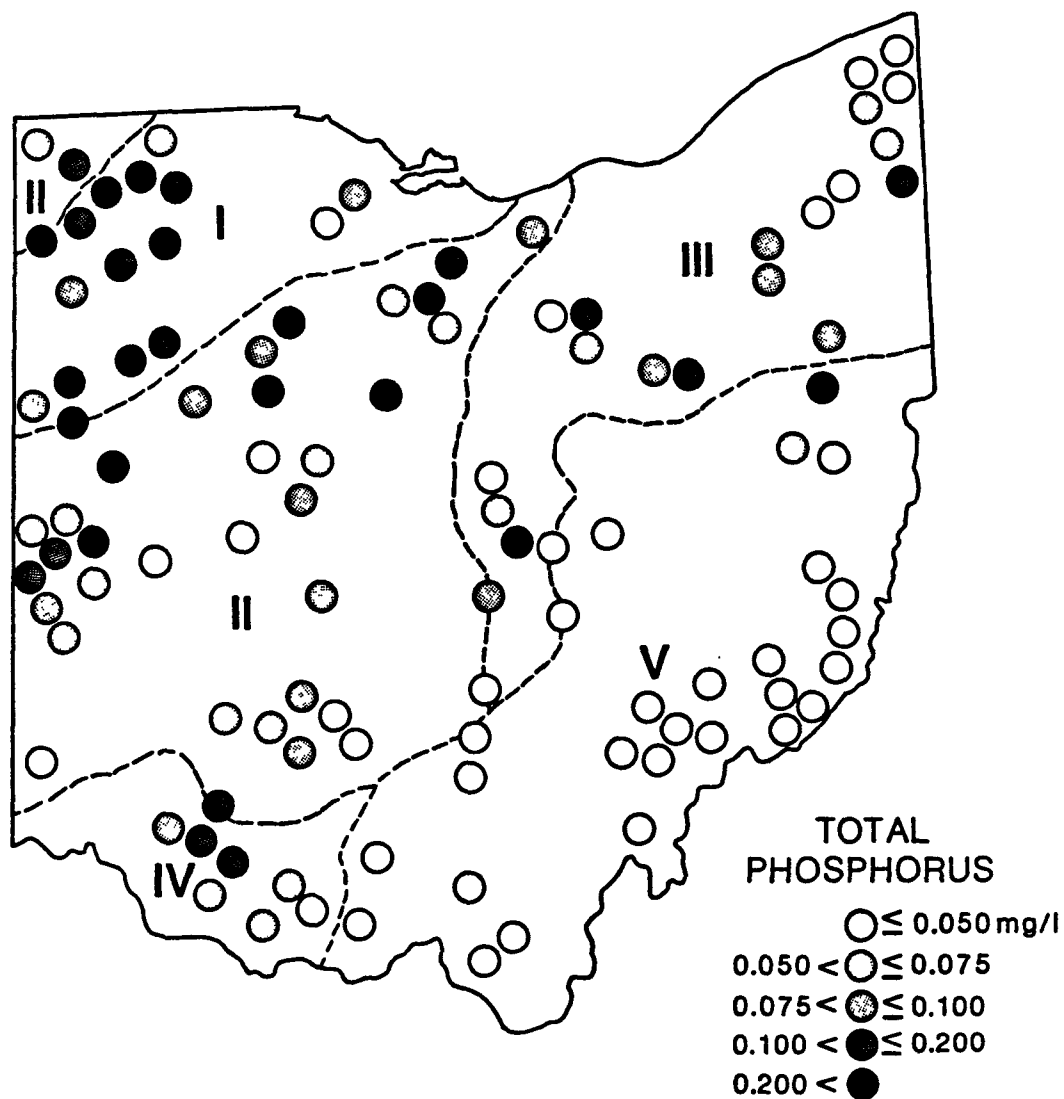 II
I
III
II
V
IV
TOTAL
PHOSPHORUS
≤ 0.050 mg/l
0.050 < ≤ 0.075
0.075 < ≤ 0.100
0.100 < ≤ 0.200
0.200 <